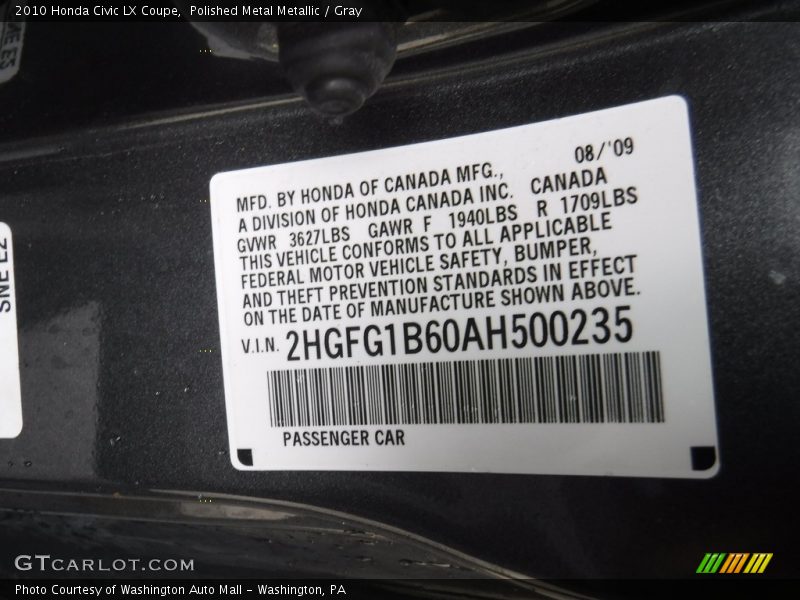 2010 Honda Civic LX Coupe, Polished Metal Metallic / Gray
MFD. BY HONDA OF CANADA MFG., 08/'09
A DIVISION OF HONDA CANADA INC. CANADA
GVWR 3627LBS GAWR F 1940LBS R 1709LBS
THIS VEHICLE CONFORMS TO ALL APPLICABLE
FEDERAL MOTOR VEHICLE SAFETY, BUMPER,
AND THEFT PREVENTION STANDARDS IN EFFECT
ON THE DATE OF MANUFACTURE SHOWN ABOVE.
V.I.N. 2HGFG1B60AH500235
PASSENGER CAR
GTCARLOT.COM
Photo Courtesy of Washington Auto Mall - Washington, PA